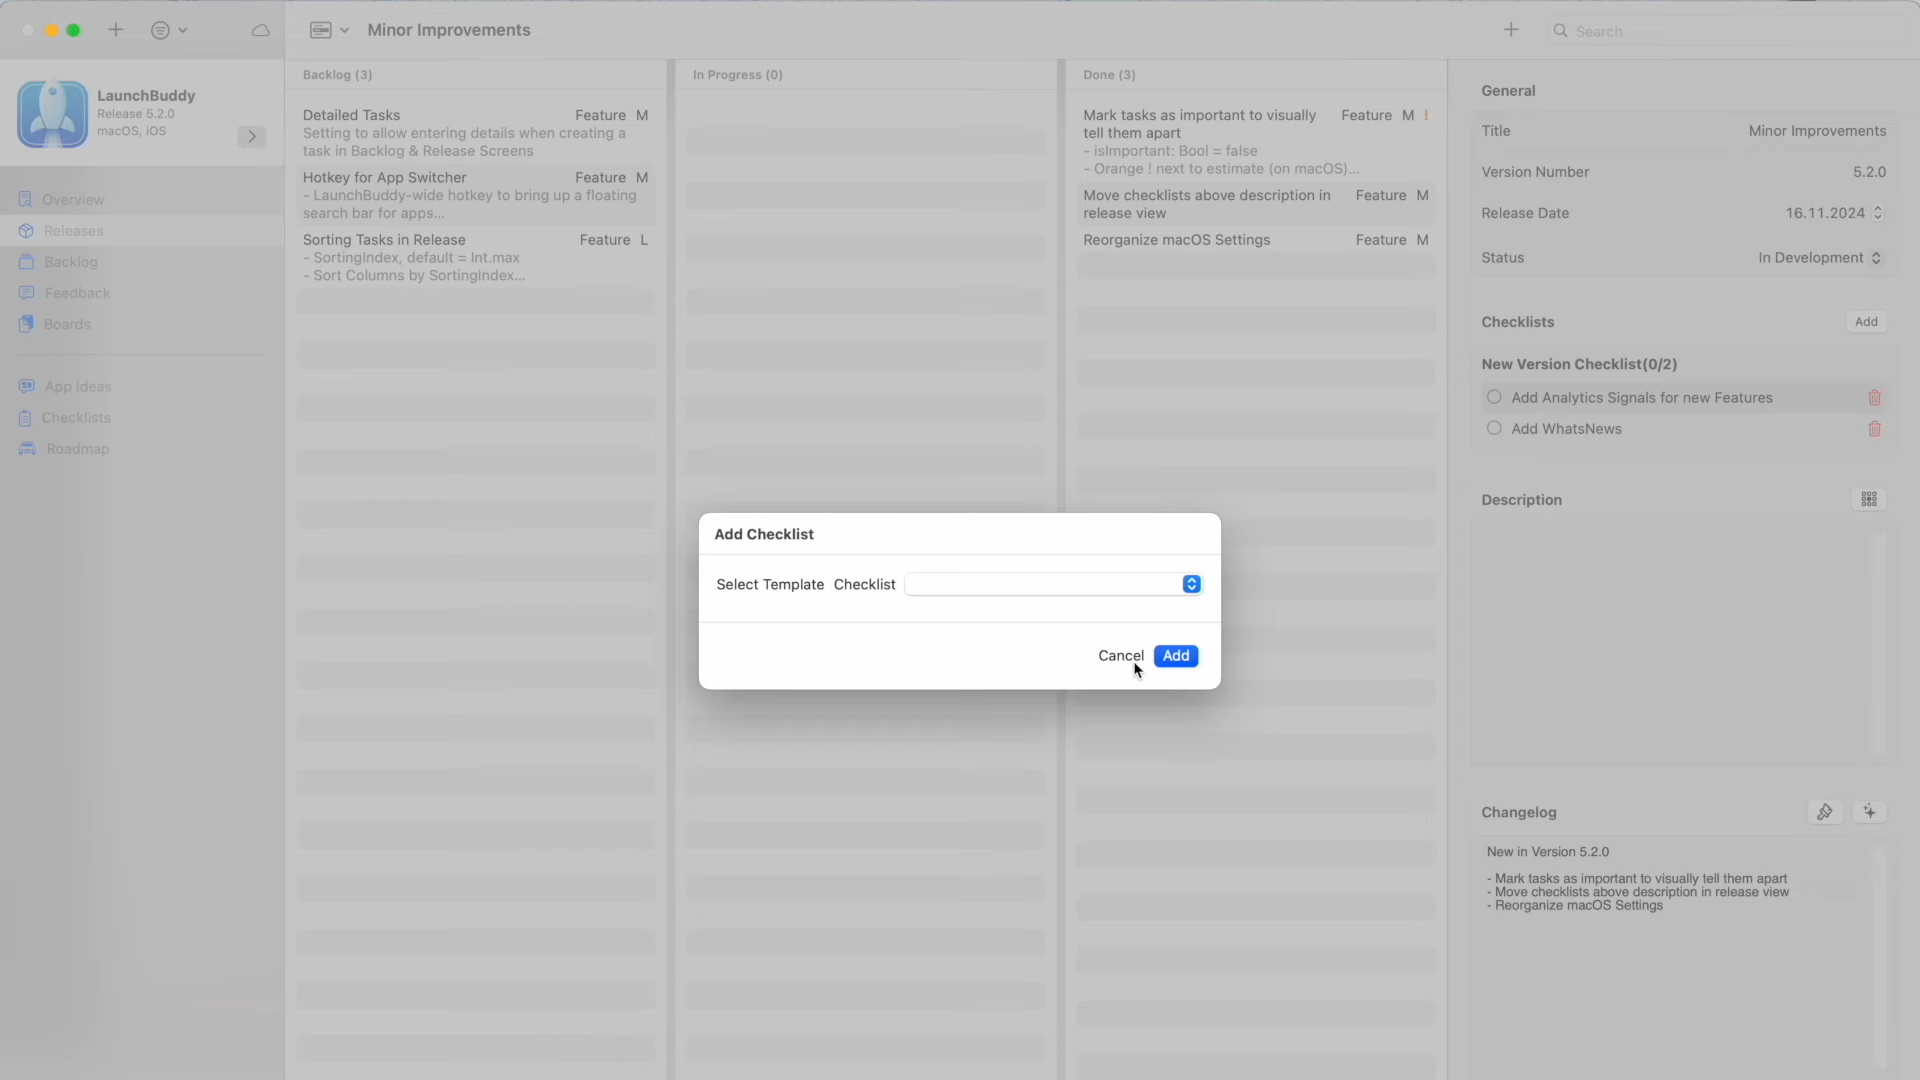 Minor Improvements
Search
LaunchBuddy
Release 5.2.0
macOS, iOS
Overview
Releases
Backlog
Feedback
Boards
App Ideas
Checklists
Roadmap
Backlog (3)
Detailed Tasks Feature M
Setting to allow entering details when creating a
task in Backlog & Release Screens
Hotkey for App Switcher Feature M
- LaunchBuddy-wide hotkey to bring up a floating
search bar for apps...
Sorting Tasks in Release Feature L
- SortingIndex, default = Int.max
- Sort Columns by SortingIndex...
In Progress (0)
Done (3)
Mark tasks as important to visually Feature M !
tell them apart
- isImportant: Bool = false
- Orange ! next to estimate (on macOS)...
Move checklists above description in Feature M
release view
Reorganize macOS Settings Feature M
Add Checklist
Select Template Checklist
Cancel Add
General
Title Minor Improvements
Version Number 5.2.0
Release Date 16.11.2024
Status In Development
Checklists Add
New Version Checklist(0/2)
Add Analytics Signals for new Features
Add WhatsNews
Description
Changelog
New in Version 5.2.0
- Mark tasks as important to visually tell them apart
- Move checklists above description in release view
- Reorganize macOS Settings